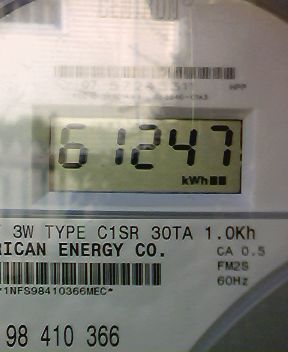 61247
kWh
3W TYPE C1SR 30TA 1.0Kh
RICAN ENERGY CO.
CA 0.5
FM2S
60Hz
*1NFS98410366MEC*
98 410 366